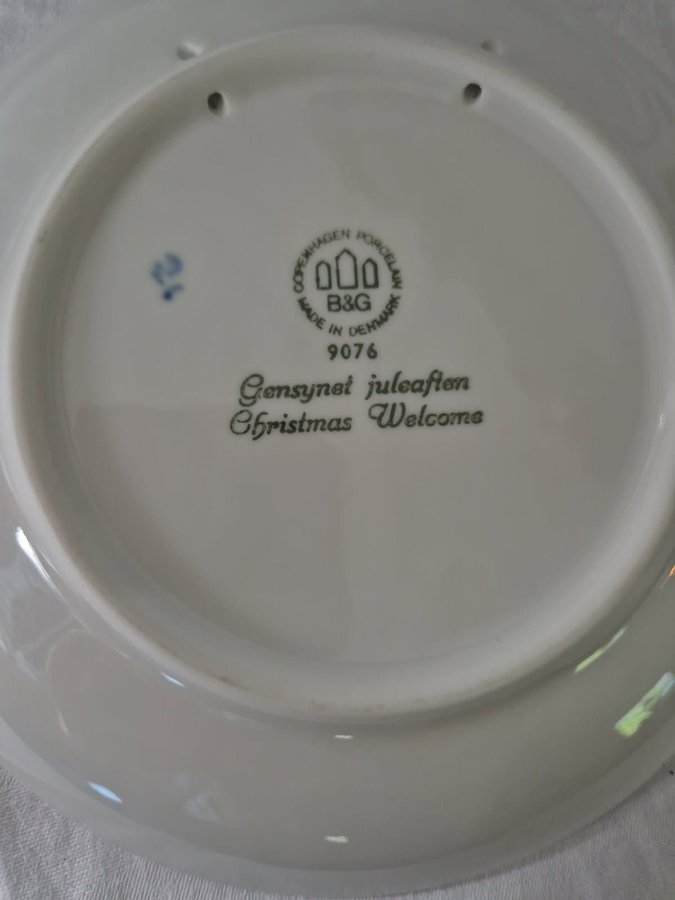 COPENHAGEN PORCELAIN
B&G
MADE IN DENMARK
9076
Gensynet juleaften
Christmas Welcome